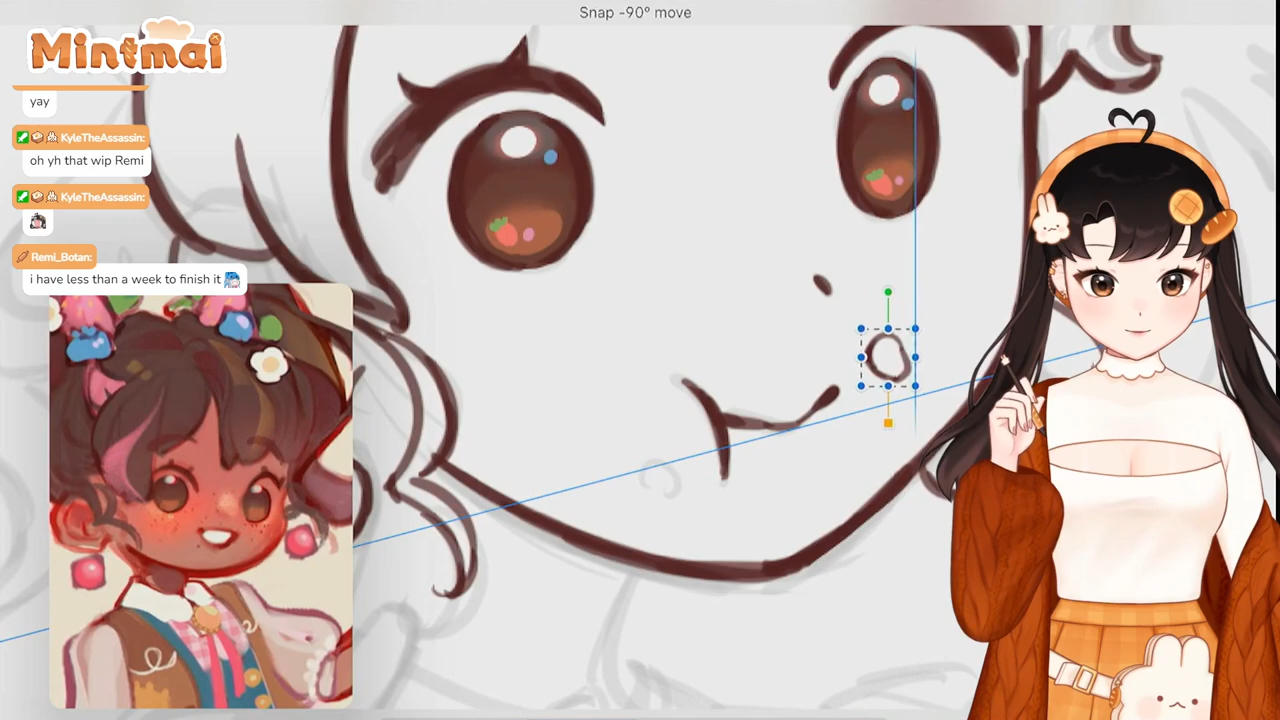 Snap -90° move
Mintmai
yay
KyleTheAssassin:
oh yh that wip Remi
KyleTheAssassin:
Remi_Botan:
i have less than a week to finish it